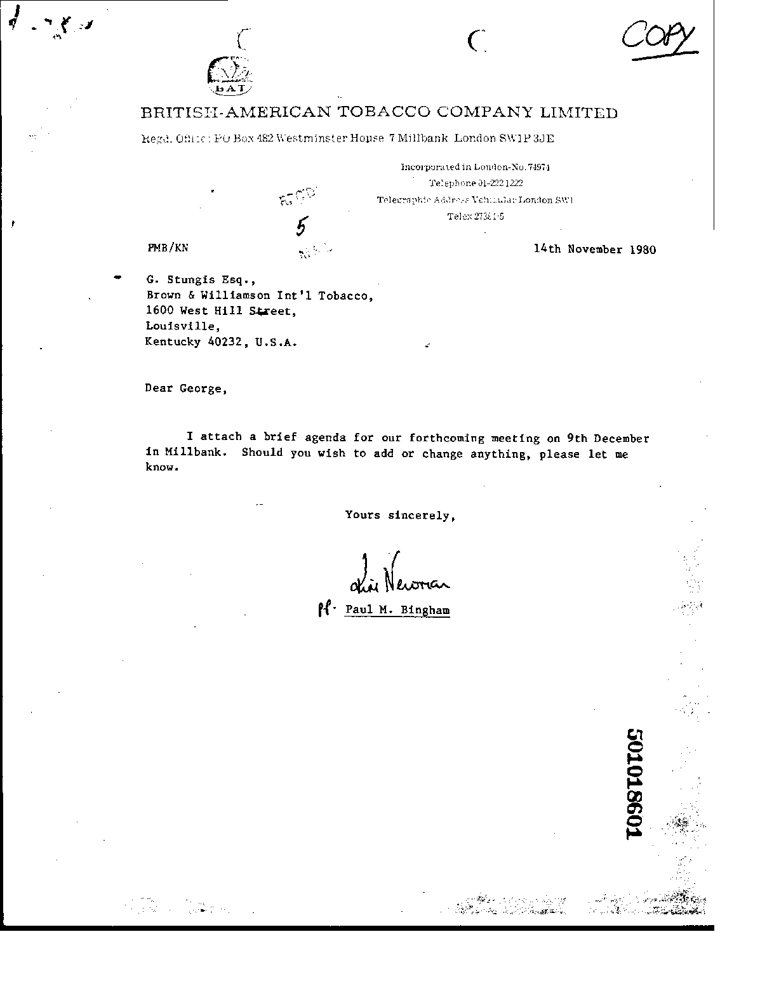 COPY
BAT
BRITISH-AMERICAN TOBACCO COMPANY LIMITED
Regd. Office: PO Box 482 Westminster House 7 Millbank London SW1P 3JE
Incorporated in London-No. 74974
Telephone 01-222 1222
Telegraphic Address Vehicular London SW1
Telex
REC'D
5
PMB/KN
14th November 1980
G. Stungis Esq.,
Brown & Williamson Int'l Tobacco,
1600 West Hill Street,
Louisville,
Kentucky 40232, U.S.A.
Dear George,
I attach a brief agenda for our forthcoming meeting on 9th December
in Millbank. Should you wish to add or change anything, please let me
know.
Yours sincerely,
Newman
pp. Paul M. Bingham
501018601